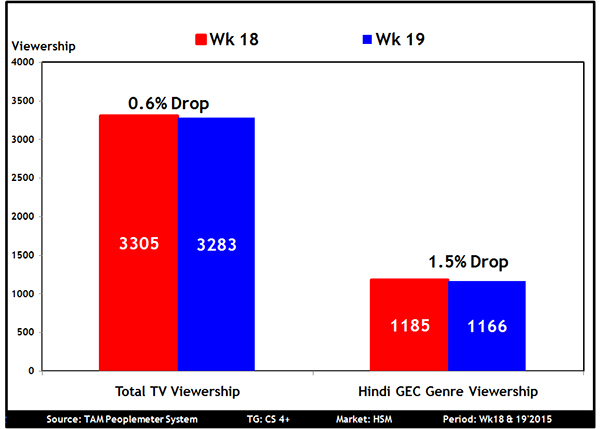 Wk 18 Wk 19
Viewership
4000
0.6% Drop
3500
3000
2500
2000
3305 3283
1500
1.5% Drop
1000
1185 1166
500
0
Total TV Viewership Hindi GEC Genre Viewership
Source: TAM Peoplemeter System TG: CS 4+ Market: HSM Period: Wk18 & 19'2015